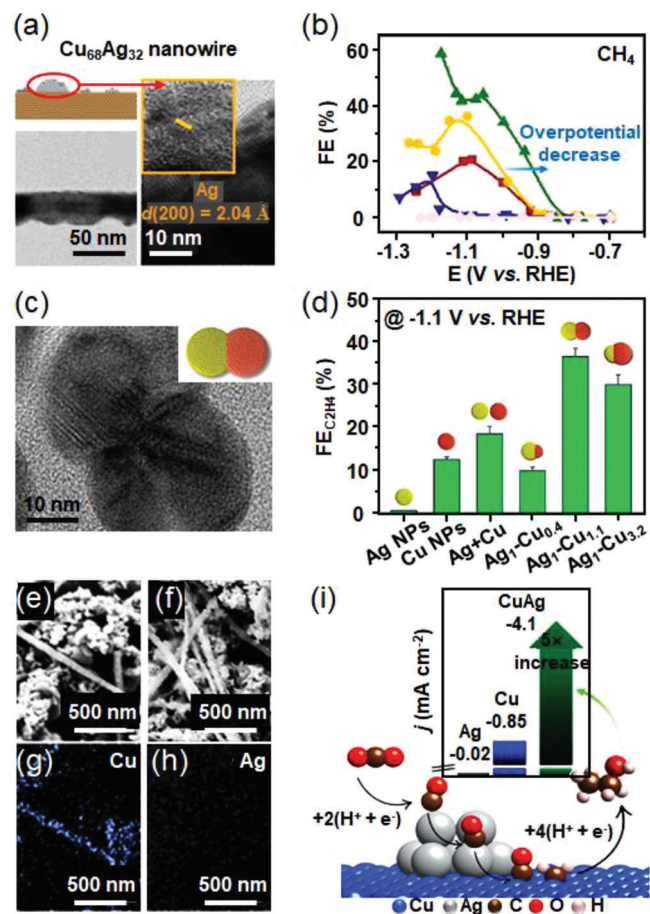 (a)
Cu68Ag32 nanowire
Ag
d(200) = 2.04 Å
50 nm
10 nm
(b)
CH4
Overpotential
decrease
FE (%)
60
40
20
0
-1.3
-1.1
-0.9
-0.7
E (V vs. RHE)
(c)
10 nm
(d)
@ -1.1 V vs. RHE
FEC2H4 (%)
50
40
30
20
10
0
Ag NPs
Cu NPs
Ag+Cu
Ag1-Cu0.4
Ag1-Cu1.1
Ag1-Cu3.2
(e)
500 nm
(f)
500 nm
(g)
Cu
500 nm
(h)
Ag
500 nm
(i)
CuAg
-4.1
5×
increase
Cu
-0.85
Ag
-0.02
j (mA cm-2)
+2(H+ + e-)
+4(H+ + e-)
Cu Ag C O H